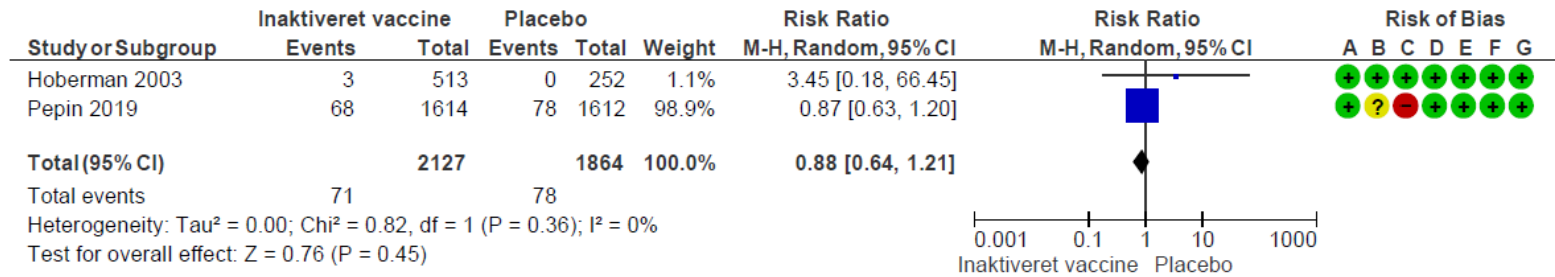 Inaktiveret vaccine Placebo Risk Ratio Risk Ratio Risk of Bias
Study or Subgroup Events Total Events Total Weight M-H, Random, 95% CI M-H, Random, 95% CI A B C D E F G
Hoberman 2003 3 513 0 252 1.1% 3.45 [0.18, 66.45] + + + + + + +
Pepin 2019 68 1614 78 1612 98.9% 0.87 [0.63, 1.20] + ? − + + + +
Total (95% CI) 2127 1864 100.0% 0.88 [0.64, 1.21]
Total events 71 78
Heterogeneity: Tau² = 0.00; Chi² = 0.82, df = 1 (P = 0.36); I² = 0%
Test for overall effect: Z = 0.76 (P = 0.45)
0.001 0.1 1 10 1000
Inaktiveret vaccine Placebo